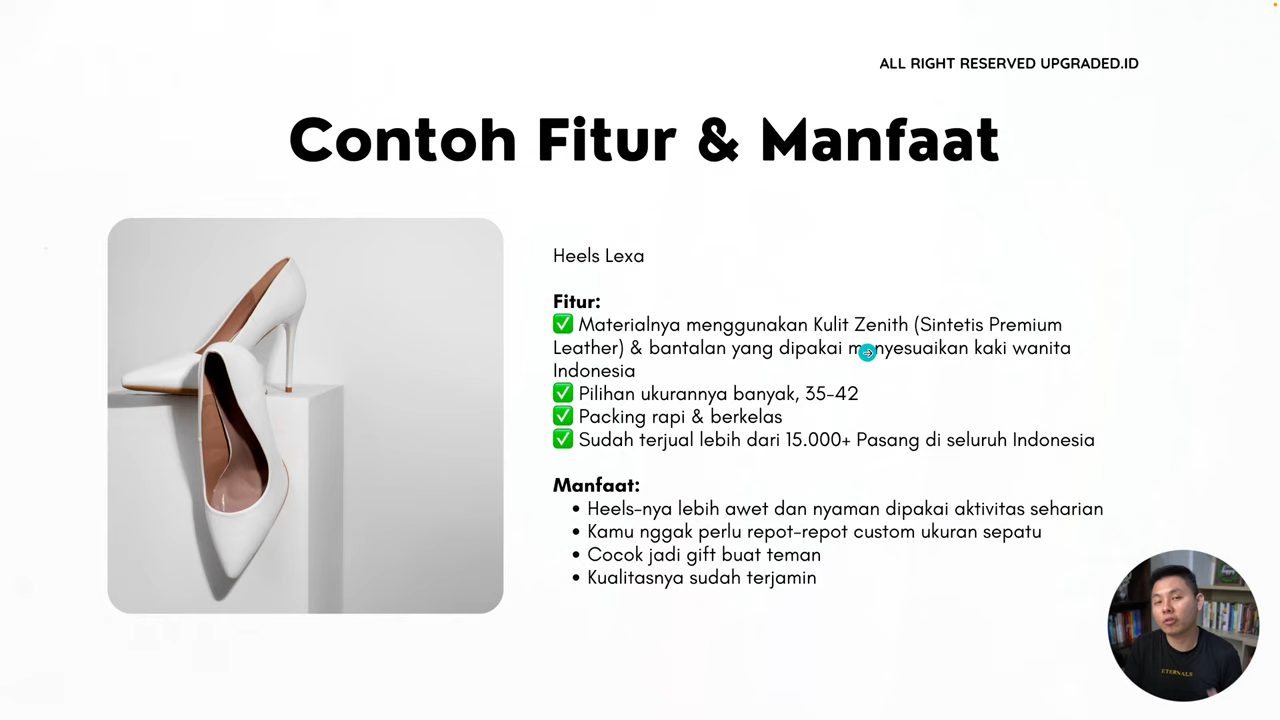 ALL RIGHT RESERVED UPGRADED.ID
Contoh Fitur & Manfaat
Heels Lexa
Fitur:
✅ Materialnya menggunakan Kulit Zenith (Sintetis Premium
Leather) & bantalan yang dipakai menyesuaikan kaki wanita
Indonesia
✅ Pilihan ukurannya banyak, 35-42
✅ Packing rapi & berkelas
✅ Sudah terjual lebih dari 15.000+ Pasang di seluruh Indonesia
Manfaat:
• Heels-nya lebih awet dan nyaman dipakai aktivitas seharian
• Kamu nggak perlu repot-repot custom ukuran sepatu
• Cocok jadi gift buat teman
• Kualitasnya sudah terjamin
ETERNALS